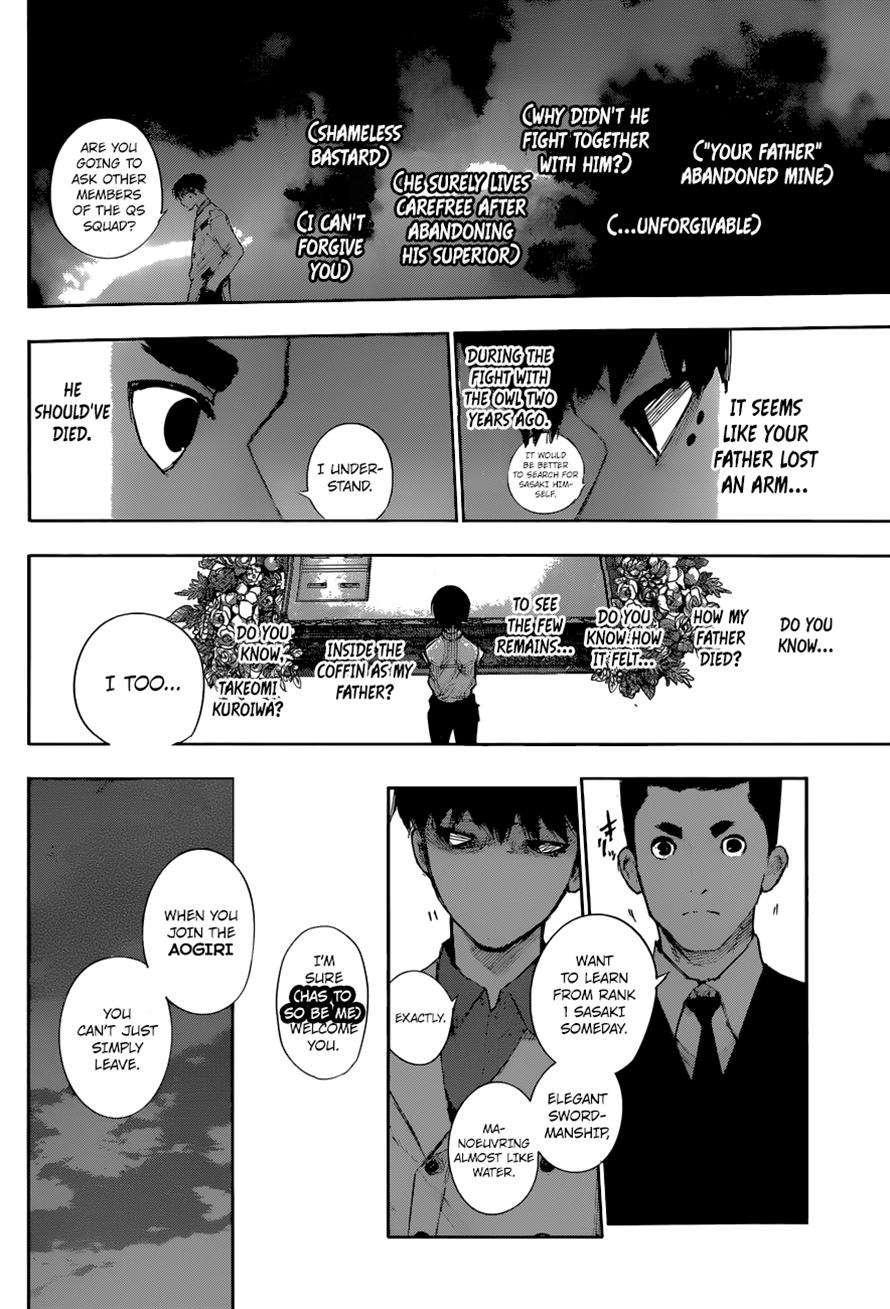 ("YOUR FATHER"
ABANDONED MINE)
(WHY DIDN'T HE
FIGHT TOGETHER
WITH HIM?)
(...UNFORGIVABLE)
(SHAMELESS
BASTARD)
(HE SURELY LIVES
CAREFREE AFTER
ABANDONING
HIS SUPERIOR)
(I CAN'T
FORGIVE
YOU)
ARE YOU
GOING TO
ASK OTHER
MEMBERS
OF THE QS
SQUAD?
IT SEEMS
LIKE YOUR
FATHER LOST
AN ARM...
DURING THE
FIGHT WITH
THE OWL TWO
YEARS AGO.
IT WOULD
BE BETTER
TO SEARCH FOR
SASAKI HIM-
SELF.
I UNDER-
STAND.
HE
SHOULD'VE
DIED.
DO YOU
KNOW...
HOW MY
FATHER
DIED?
DO YOU
KNOW HOW
IT FELT...
TO SEE
THE FEW
REMAINS...
INSIDE THE
COFFIN AS MY
FATHER?
DO YOU
KNOW,
TAKEOMI
KUROIWA?
I TOO...
WANT
TO LEARN
FROM RANK
1 SASAKI
SOMEDAY.
ELEGANT
SWORD-
MANSHIP,
MA-
NOEUVRING
ALMOST LIKE
WATER.
EXACTLY.
I'M
SURE
(HAS TO
SO BE ME)
WELCOME
YOU.
WHEN YOU
JOIN THE
AOGIRI
YOU
CAN'T JUST
SIMPLY
LEAVE.